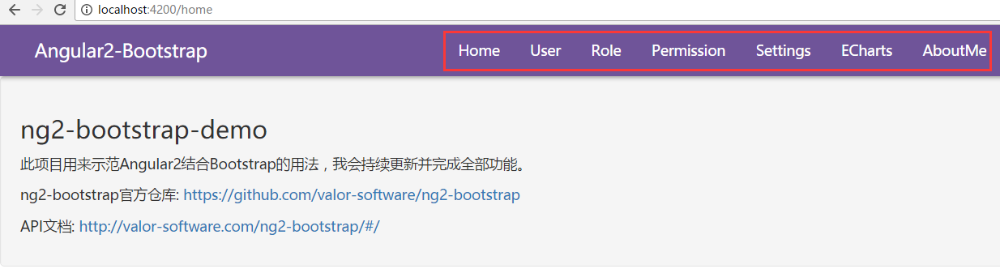 localhost:4200/home
Angular2-Bootstrap Home User Role Permission Settings ECharts AboutMe
ng2-bootstrap-demo
此项目用来示范Angular2结合Bootstrap的用法，我会持续更新并完成全部功能。
ng2-bootstrap官方仓库: https://github.com/valor-software/ng2-bootstrap
API文档: http://valor-software.com/ng2-bootstrap/#/